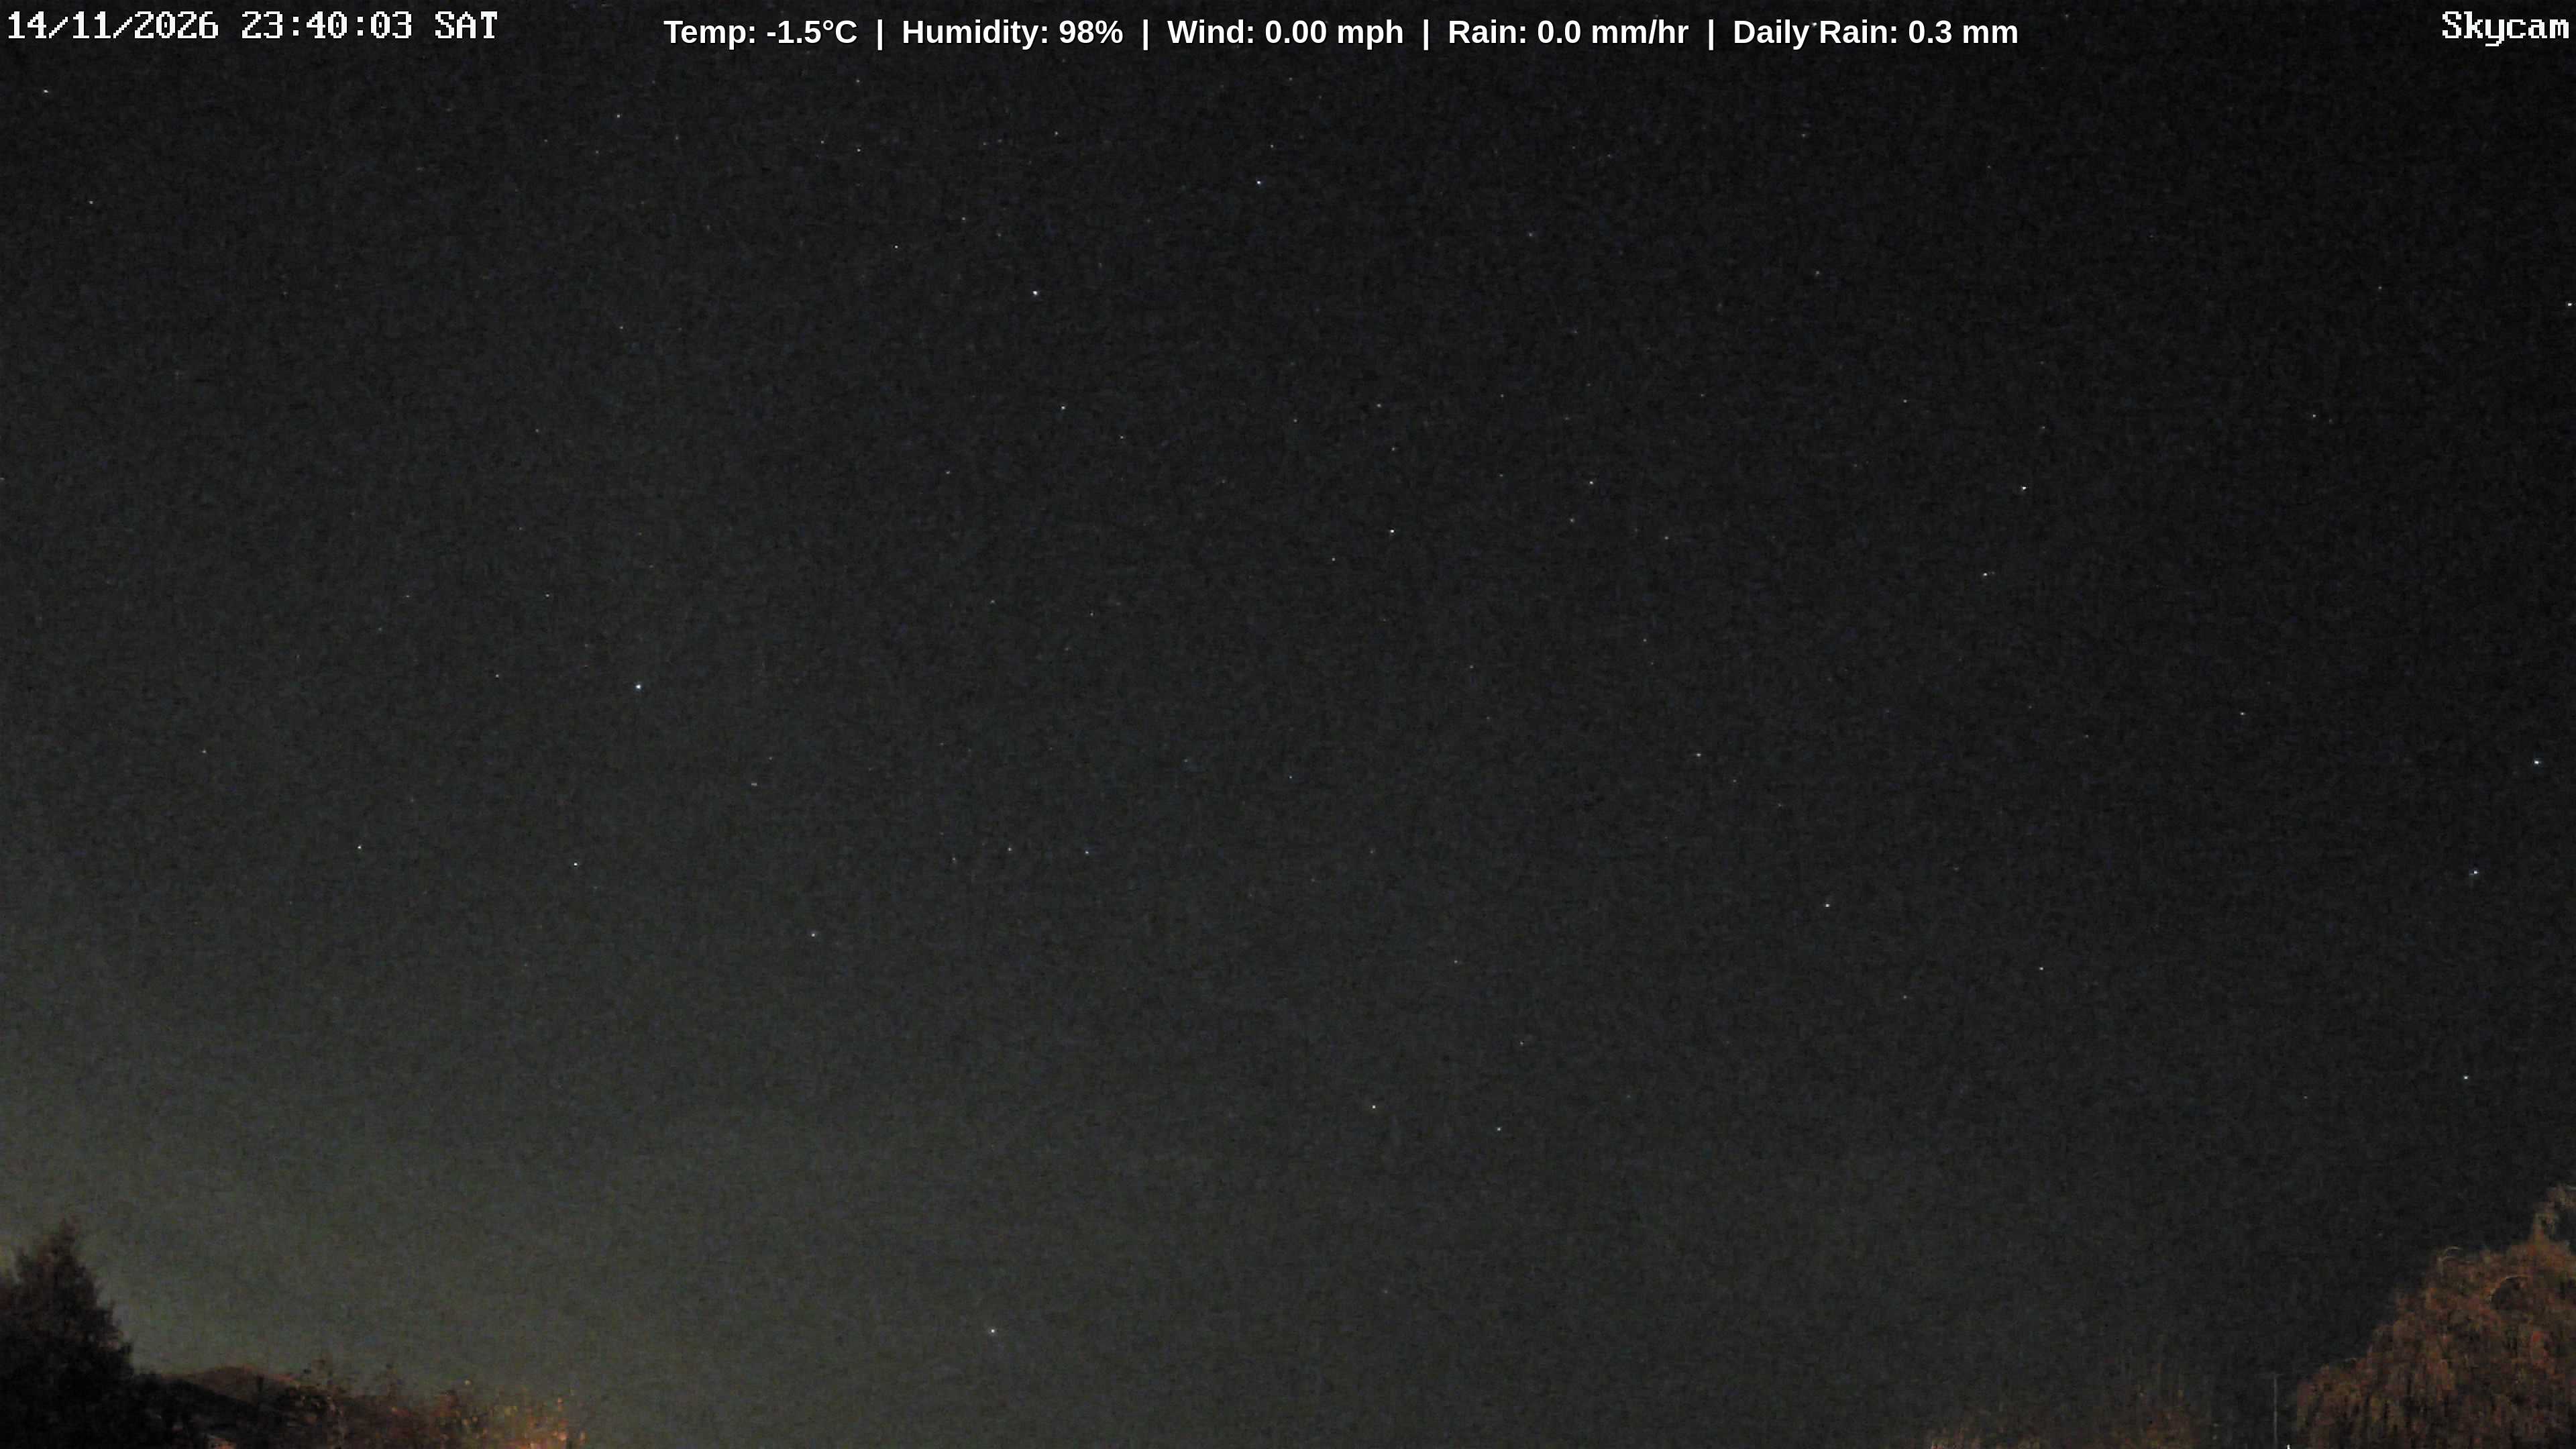 14/11/2026 23:40:03 SAT
Temp: -1.5°C | Humidity: 98% | Wind: 0.00 mph | Rain: 0.0 mm/hr | Daily Rain: 0.3 mm
Skycam